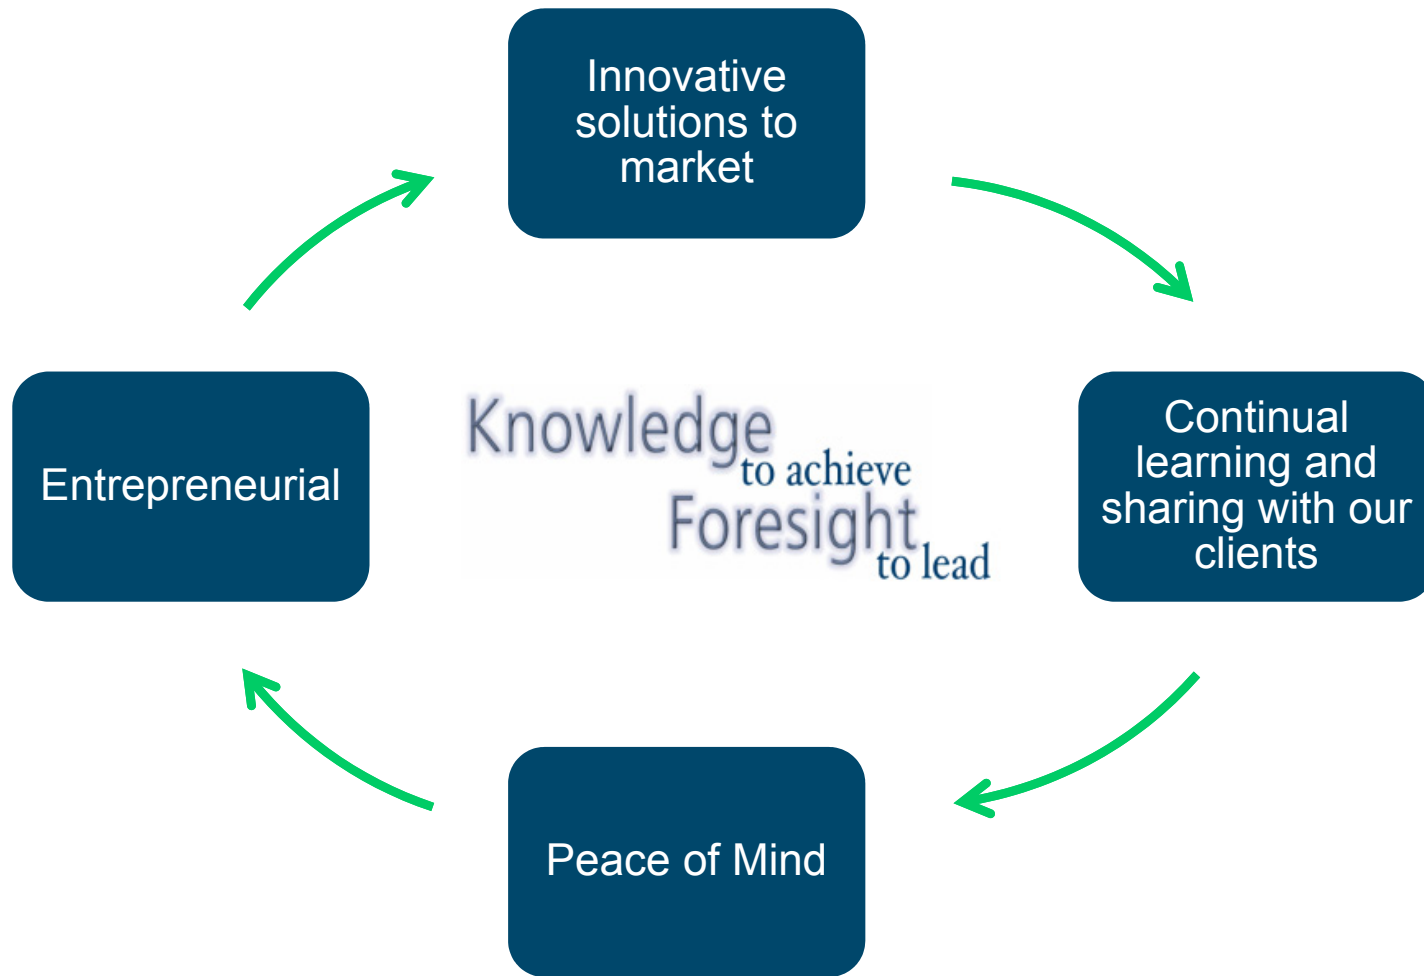 Innovative
solutions to
market
Entrepreneurial
Knowledge
to achieve
Foresight
to lead
Continual
learning and
sharing with our
clients
Peace of Mind